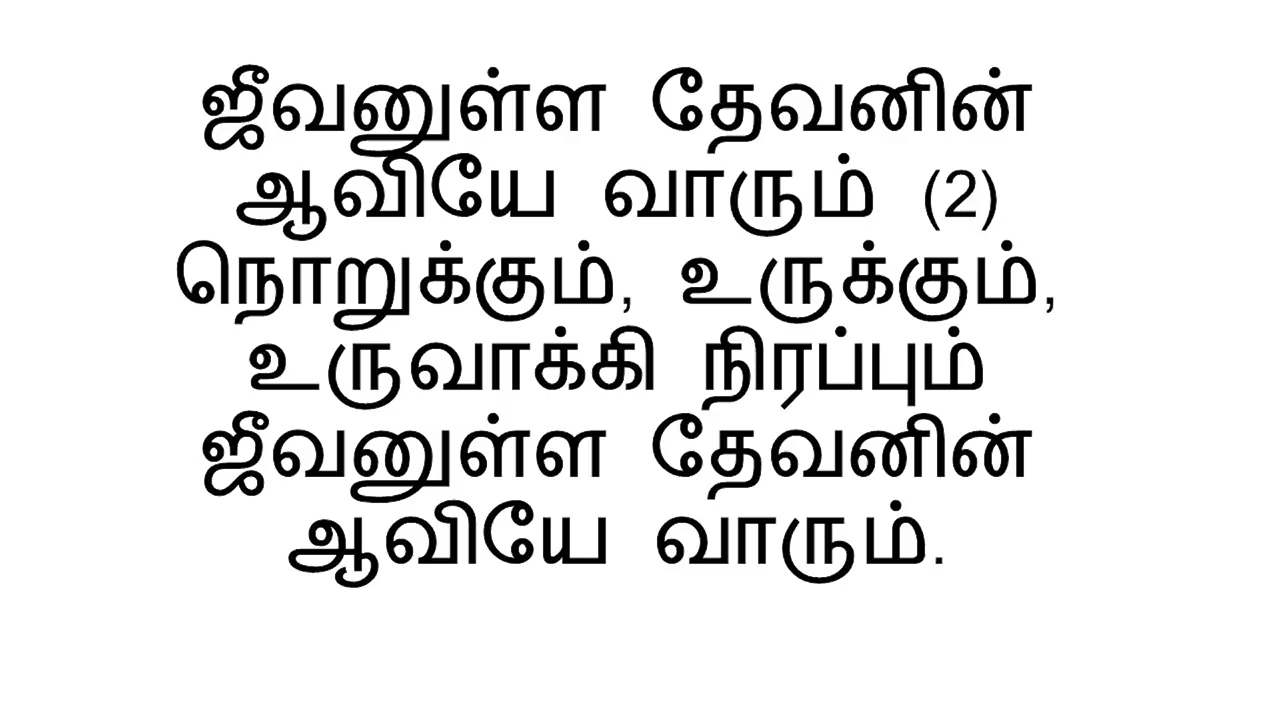 ஜீவனுள்ள தேவனின்
ஆவியே வாரும் (2)
நொறுக்கும், உருக்கும்,
உருவாக்கி நிரப்பும்
ஜீவனுள்ள தேவனின்
ஆவியே வாரும்.